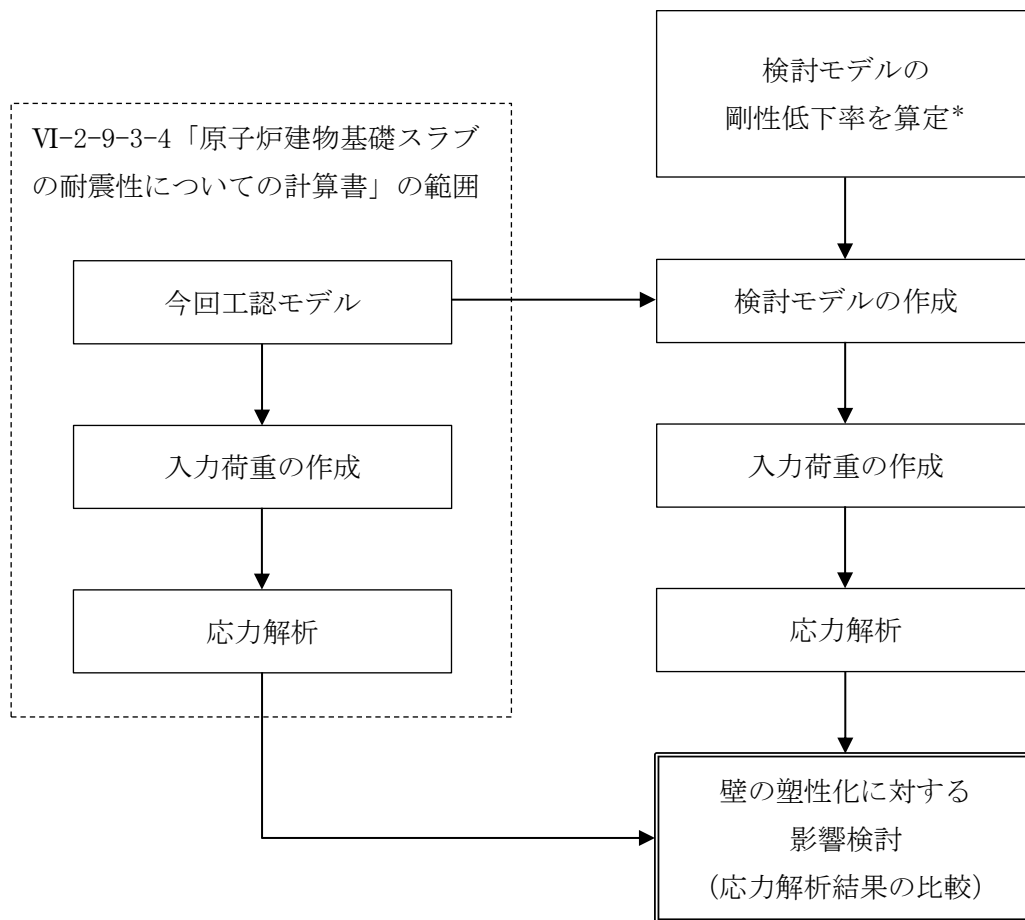 Ⅵ-2-9-3-4「原子炉建物基礎スラブ
の耐震性についての計算書」の範囲
今回工認モデル
入力荷重の作成
応力解析
検討モデルの
剛性低下率を算定*
検討モデルの作成
入力荷重の作成
応力解析
壁の塑性化に対する
影響検討
(応力解析結果の比較)